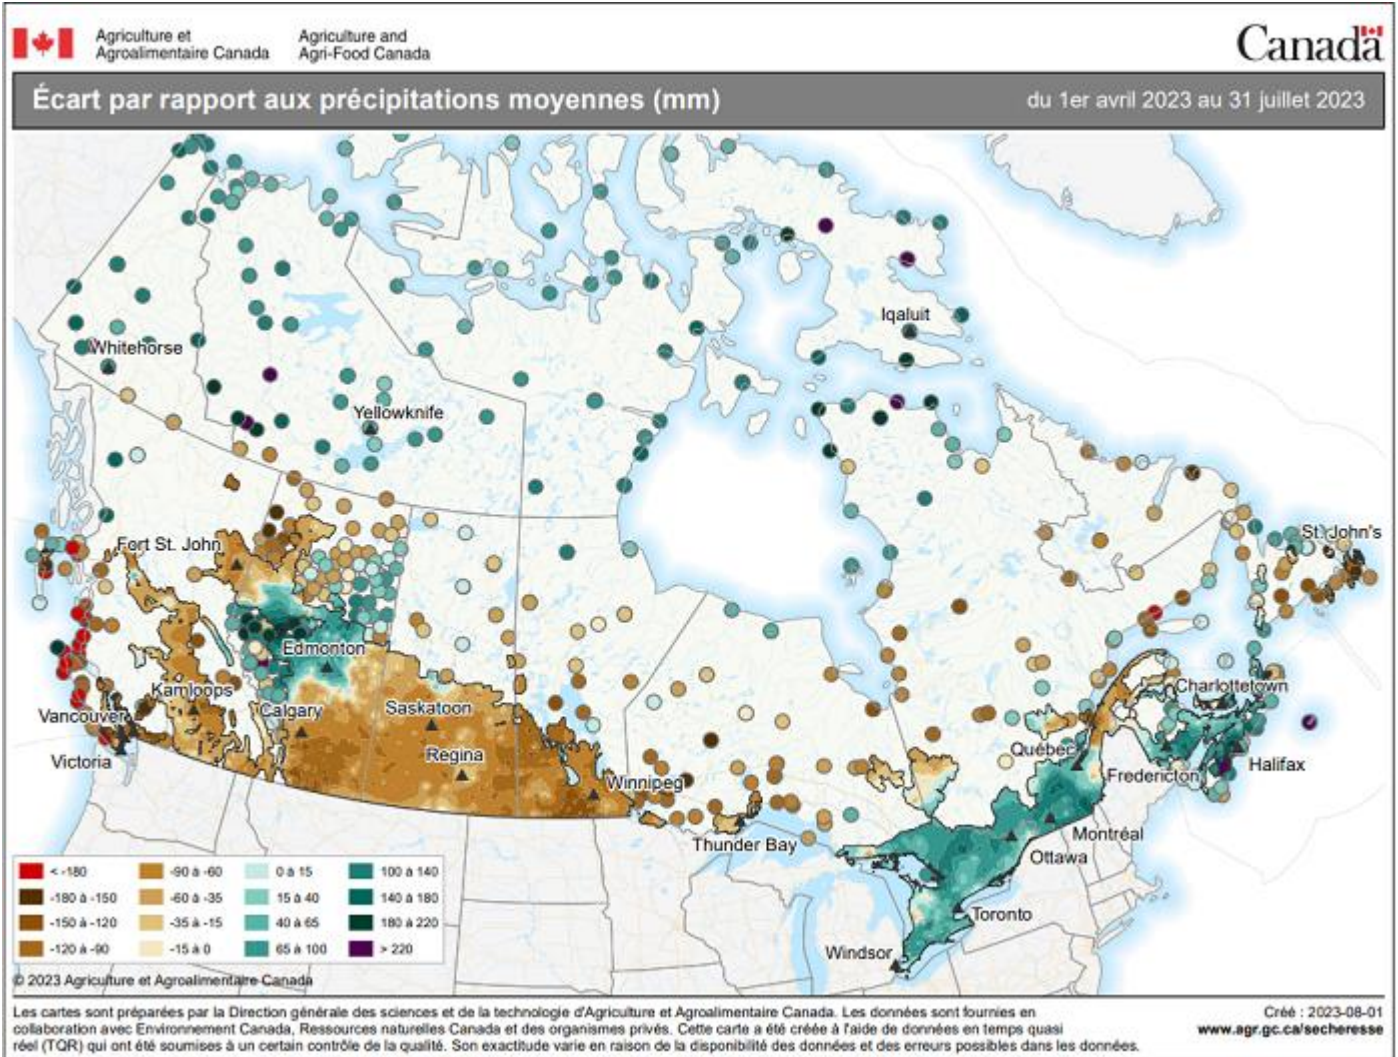 Agriculture et
Agroalimentaire Canada
Agriculture and
Agri-Food Canada
Canada
Écart par rapport aux précipitations moyennes (mm)
du 1er avril 2023 au 31 juillet 2023
Iqaluit
Whitehorse
Yellowknife
St. John's
Fort St. John
Edmonton
Kamloops
Charlottetown
Vancouver
Calgary
Saskatoon
Québec
Victoria
Regina
Halifax
Fredericton
Winnipeg
Montréal
Thunder Bay
Ottawa
Toronto
Windsor
< -180
-180 à -150
-150 à -120
-120 à -90
-90 à -60
-60 à -35
-35 à -15
-15 à 0
0 à 15
15 à 40
40 à 65
65 à 100
100 à 140
140 à 180
180 à 220
> 220
© 2023 Agriculture et Agroalimentaire Canada
Les cartes sont préparées par la Direction générale des sciences et de la technologie d'Agriculture et Agroalimentaire Canada. Les données sont fournies en
collaboration avec Environnement Canada, Ressources naturelles Canada et des organismes privés. Cette carte a été créée à l'aide de données en temps quasi
réel (TQR) qui ont été soumises à un certain contrôle de la qualité. Son exactitude varie en raison de la disponibilité des données et des erreurs possibles dans les données.
Créé : 2023-08-01
www.agr.gc.ca/secheresse